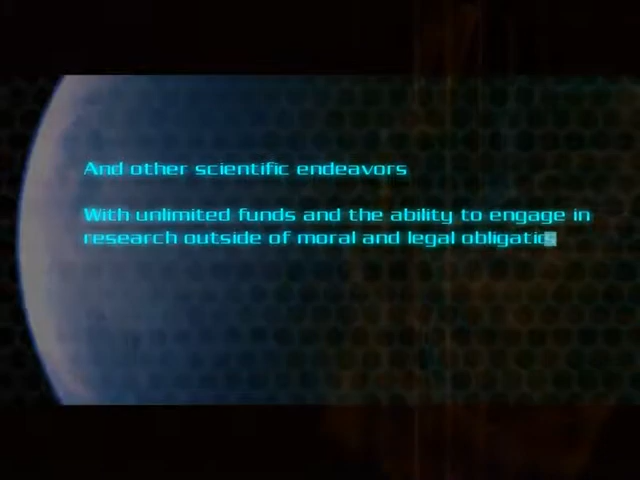 And other scientific endeavors
With unlimited funds and the ability to engage in
research outside of moral and legal